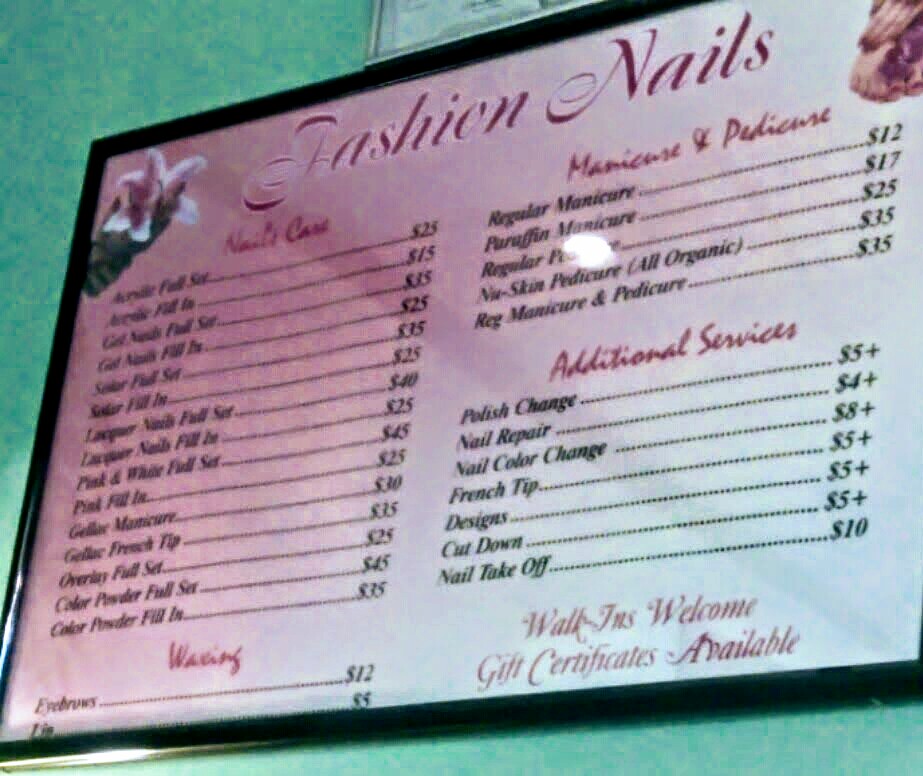 Fashion Nails
Nails Care
Acrylic Full Set $25
Acrylic Fill In $15
Gel Nails Full Set $35
Gel Nails Fill In $25
Solar Full Set $35
Solar Fill In $25
Lacquer Nails Full Set $40
Lacquer Nails Fill In $25
Pink & White Full Set $45
Pink Fill In $25
Gellac Manicure $30
Gellac French Tip $35
Overlay Full Set $25
Color Powder Full Set $45
Color Powder Fill In $35
Waxing
Eyebrows $12
Lip $5
Manicure & Pedicure
Regular Manicure $12
Paraffin Manicure $17
Regular $25
Nu-Skin Pedicure (All Organic) $35
Reg Manicure & Pedicure $35
Additional Services
Polish Change $5+
Nail Repair $4+
Nail Color Change $8+
French Tip $5+
Designs $5+
Cut Down $5+
Nail Take Off $10
Walk-Ins Welcome
Gift Certificates Available